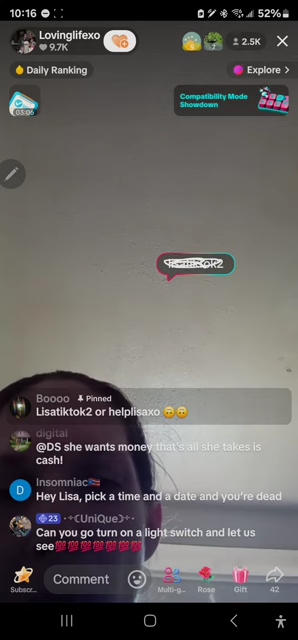 10:16
52%
Lovinglifexo
9.7K
2.5K
Daily Ranking
Explore >
03:06
Compatibility Mode
Showdown
Boooo Pinned
Lisatiktok2 or helplisaxo 🙃🙃
digital
@DS she wants money that's all she takes is
cash!
Insomniac
D
Hey Lisa, pick a time and a date and you're dead
23 UniQue
Can you go turn on a light switch and let us
see💯💯💯💯💯💯💯
Comment
Subscr...
Multi-g...
Rose
Gift
42